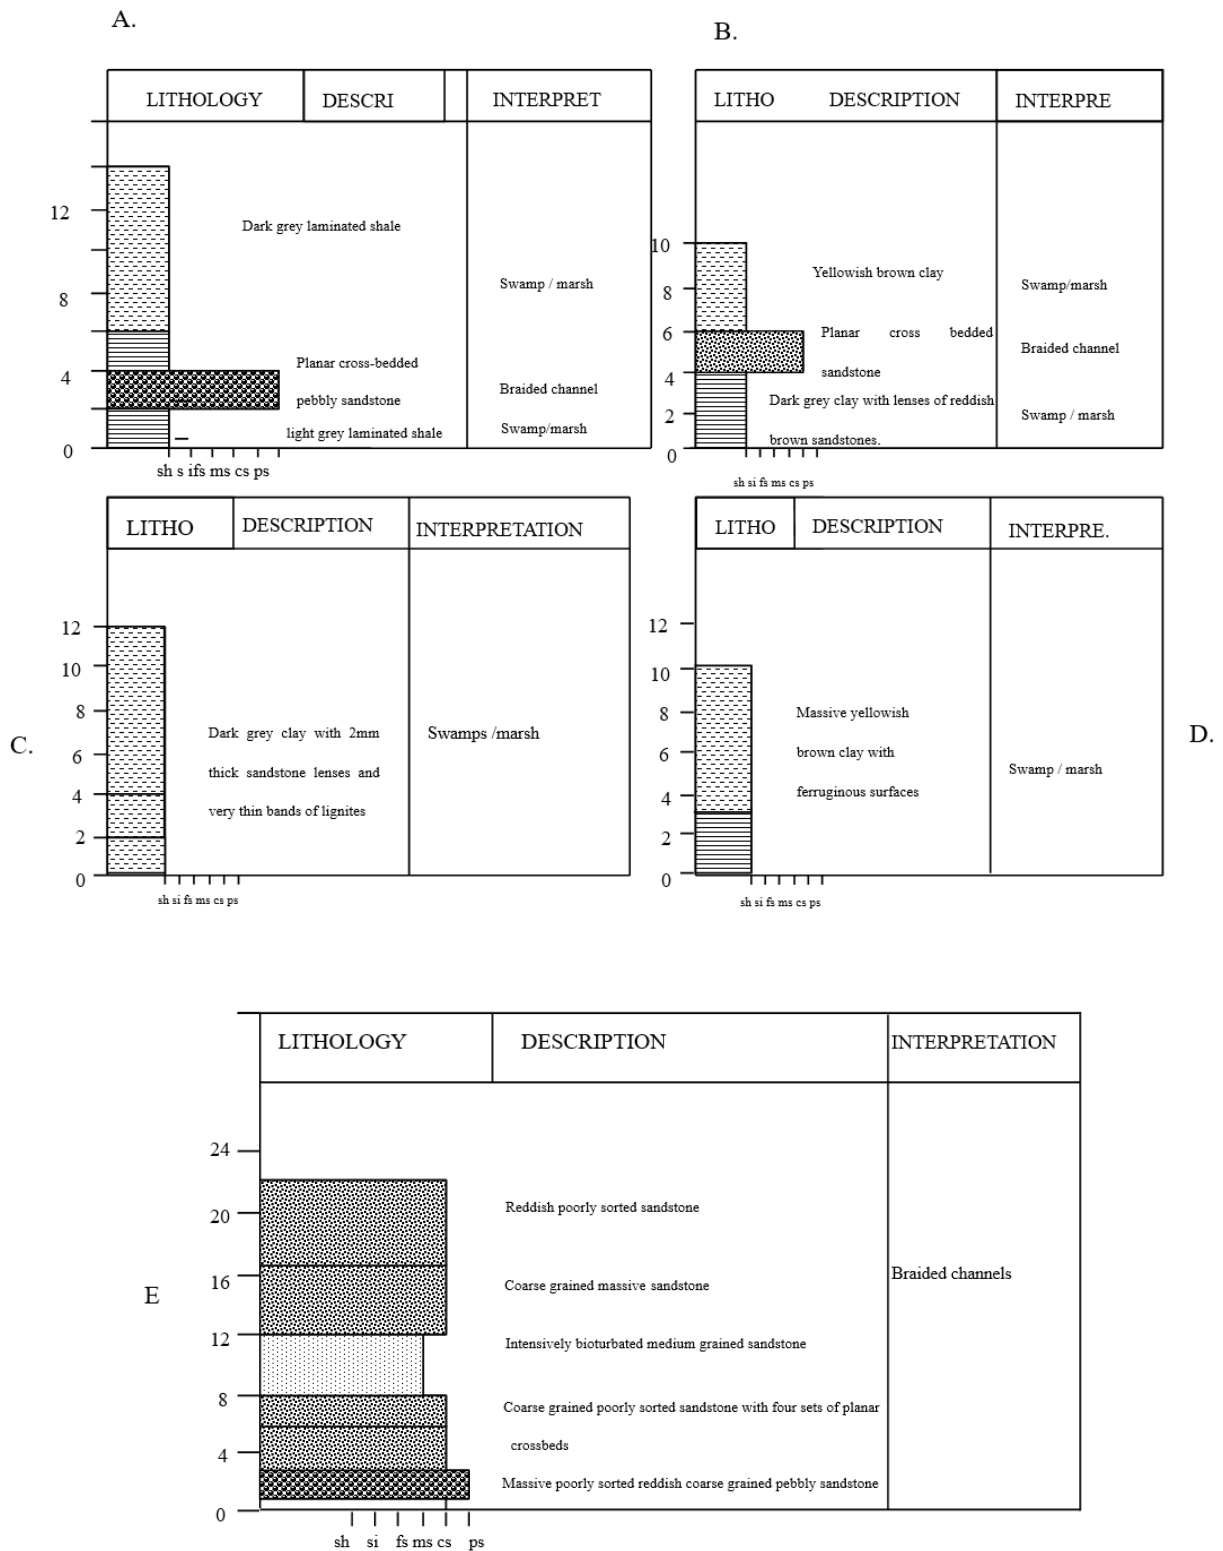 A.
LITHOLOGY DESCRI INTERPRET
12
Dark grey laminated shale
8
Swamp / marsh
4
Planar cross-bedded
pebbly sandstone
Braided channel
light grey laminated shale
Swamp/marsh
0
sh s ifs ms cs ps
B.
LITHO DESCRIPTION INTERPRE
10
Yellowish brown clay
Swamp/marsh
8
6
Planar cross bedded
sandstone
Braided channel
4
Dark grey clay with lenses of reddish
brown sandstones.
Swamp / marsh
2
0
sh si fs ms cs ps
C.
LITHO DESCRIPTION INTERPRETATION
12
10
8
6
4
2
0
Dark grey clay with 2mm
thick sandstone lenses and
very thin bands of lignites
Swamps /marsh
sh si fs ms cs ps
D.
LITHO DESCRIPTION INTERPRE.
12
10
8
6
4
2
0
Massive yellowish
brown clay with
ferruginous surfaces
Swamp / marsh
sh si fs ms cs ps
E
LITHOLOGY DESCRIPTION INTERPRETATION
24
20
16
12
8
4
0
Reddish poorly sorted sandstone
Coarse grained massive sandstone
Intensively bioturbated medium grained sandstone
Coarse grained poorly sorted sandstone with four sets of planar
crossbeds
Massive poorly sorted reddish coarse grained pebbly sandstone
Braided channels
sh si fs ms cs ps